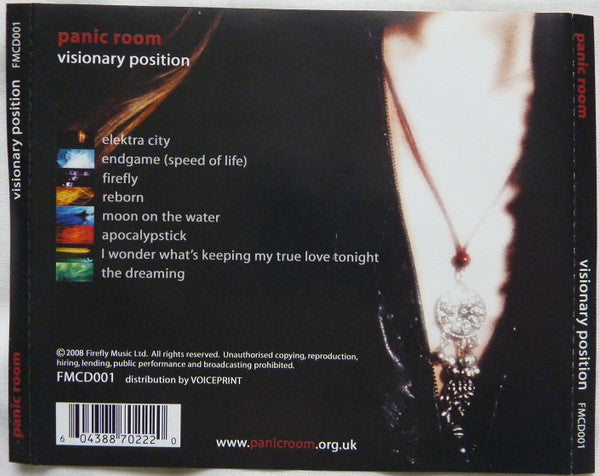 panic room
visionary position
elektra city
endgame (speed of life)
firefly
reborn
moon on the water
apocalypstick
I wonder what's keeping my true love tonight
the dreaming
©2008 Firefly Music Ltd. All rights reserved. Unauthorised copying, reproduction,
hiring, lending, public performance and broadcasting prohibited.
FMCD001 distribution by VOICEPRINT
6 04388 70222 0
www.panicroom.org.uk
panic room visionary position FMCD001
panic room visionary position FMCD001